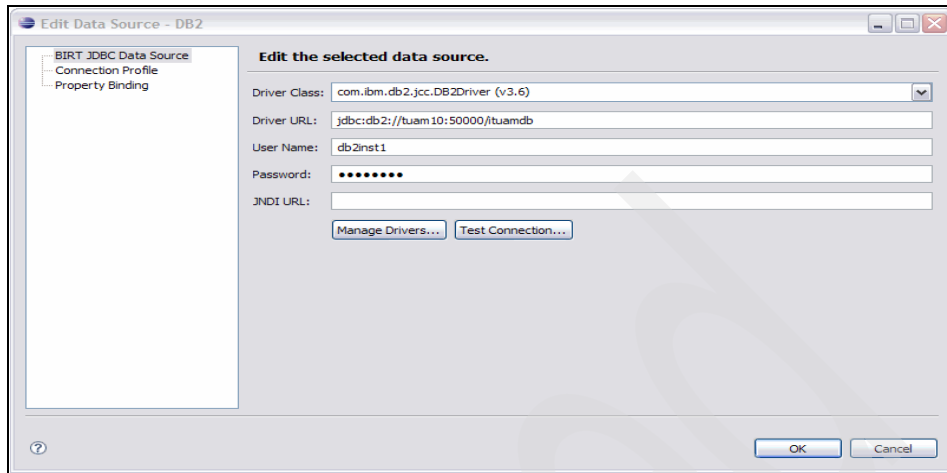 Edit Data Source - DB2
BIRT JDBC Data Source
Connection Profile
Property Binding
Edit the selected data source.
Driver Class: com.ibm.db2.jcc.DB2Driver (v3.6)
Driver URL: jdbc:db2://tuam10:50000/ituamdb
User Name: db2inst1
Password: ••••••••
JNDI URL:
Manage Drivers... Test Connection...
? OK Cancel